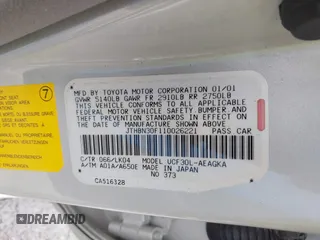 MFD BY TOYOTA MOTOR CORPORATION 01/01
GVWR 5140LB GAWR FR 2910LB RR 2750LB
THIS VEHICLE CONFORMS TO ALL APPLICABLE
FEDERAL MOTOR VEHICLE SAFETY, BUMPER, AND
THEFT PREVENTION STANDARDS IN EFFECT ON
THE DATE OF MANUFACTURE SHOWN ABOVE.
JTHBN30F110026221 PASS CAR
C/TR 066/LK04 MODEL UCF30L-AEAGKA
A/TM A01A/A650E MADE IN JAPAN
NO 373
CA516328
7